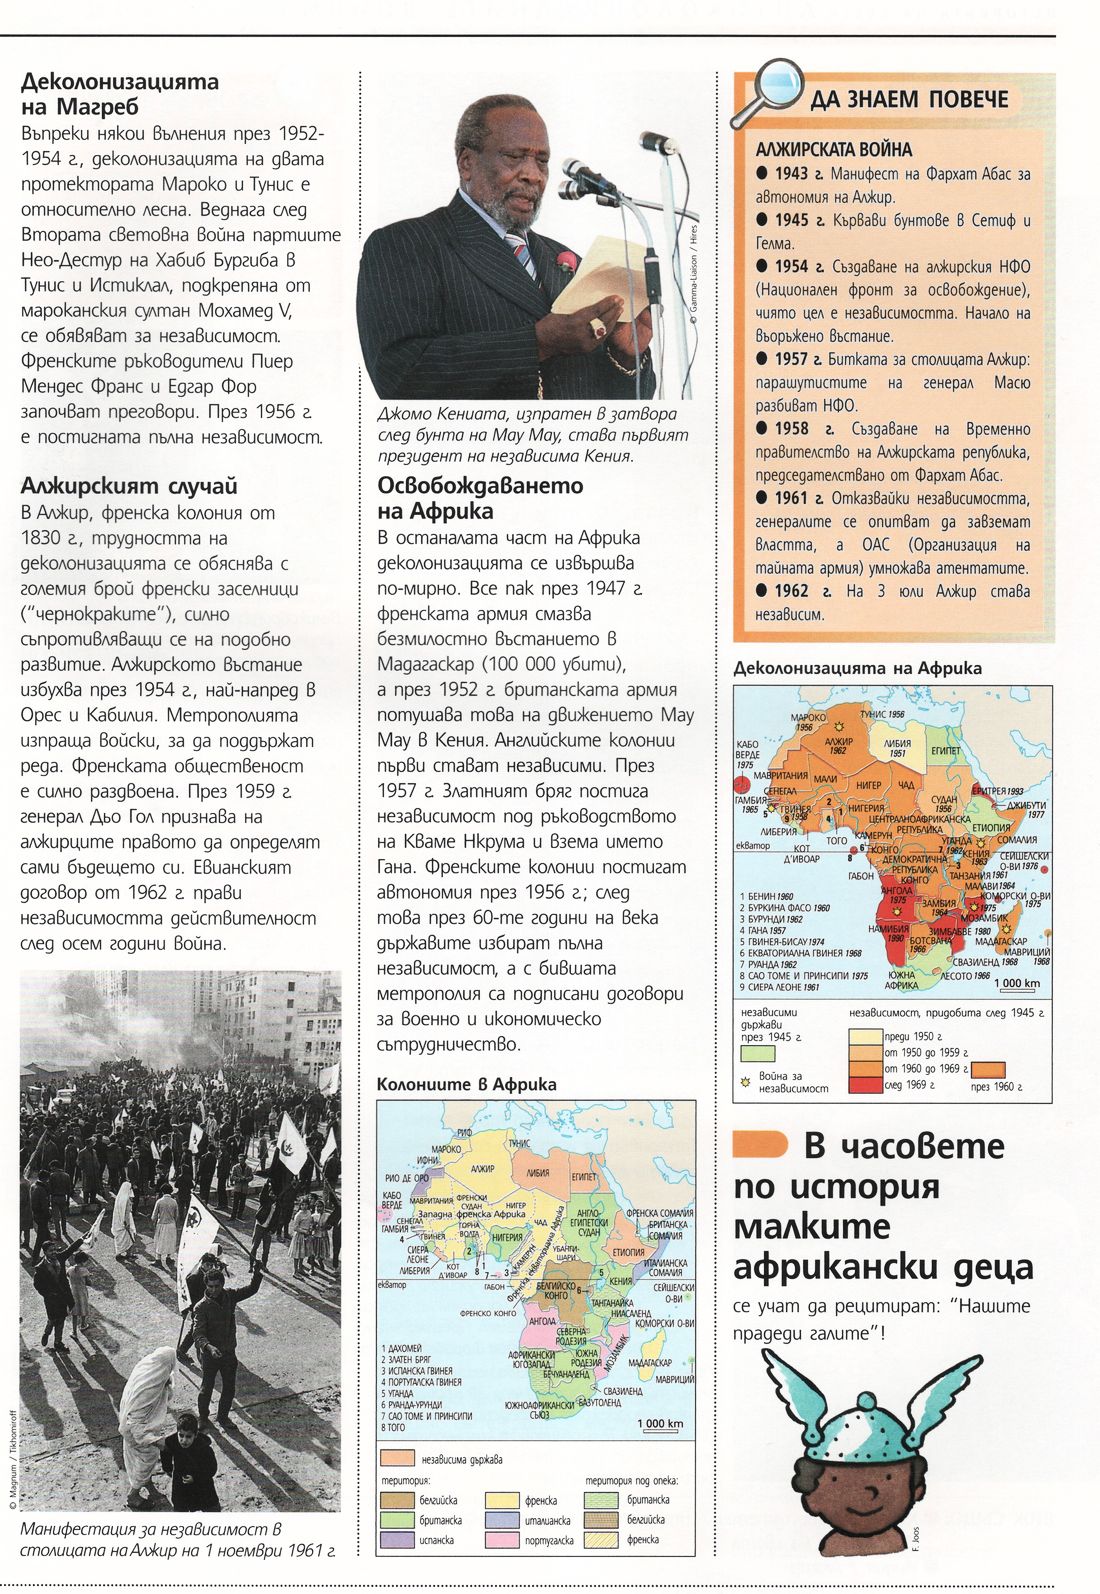 Деколонизацията
на Магреб
Въпреки някои вълнения през 1952-
1954 г., деколонизацията на двата
протектората Мароко и Тунис е
относително лесна. Веднага след
Втората световна война партиите
Нео-Дестур на Хабиб Бургиба в
Тунис и Истиклал, подкрепяна от
мароканския султан Мохамед V,
се обявяват за независимост.
Френските ръководители Пиер
Мендес Франс и Едгар Фор
започват преговори. През 1956 г.
е постигната пълна независимост.
Алжирският случай
В Алжир, френска колония от
1830 г., трудността на
деколонизацията се обяснява с
големия брой френски заселници
("чернокраките"), силно
съпротивляващи се на подобно
развитие. Алжирското въстание
избухва през 1954 г., най-напред в
Орес и Кабилия. Метрополията
изпраща войски, за да поддържат
реда. Френската общественост
е силно раздвоена. През 1959 г.
генерал Дьо Гол признава на
алжирците правото да определят
сами бъдещето си. Евианският
договор от 1962 г. прави
независимостта действителност
след осем години война.
© Magnum / Tikhomiroff
Манифестация за независимост в
столицата на Алжир на 1 ноември 1961 г.
© Gamma-Liaison / Hires
Джомо Кениата, изпратен в затвора
след бунта на Мау Мау, става първият
президент на независима Кения.
Освобождаването
на Африка
В останалата част на Африка
деколонизацията се извършва
по-мирно. Все пак през 1947 г.
френската армия смазва
безмилостно въстанието в
Мадагаскар (100 000 убити),
а през 1952 г. британската армия
потушава това на движението Мау
Мау в Кения. Английските колонии
първи стават независими. През
1957 г. Златният бряг постига
независимост под ръководството
на Кваме Нкрума и взема името
Гана. Френските колонии постигат
автономия през 1956 г.; след
това през 60-те години на века
държавите избират пълна
независимост, а с бившата
метрополия са подписани договори
за военно и икономическо
сътрудничество.
Колониите в Африка
РИФ
ТУНИС
МАРОКО
ИФНИ
АЛЖИР
ЛИБИЯ
ЕГИПЕТ
РИО ДЕ ОРО
КАБО
ВЕРДЕ
МАВРИТАНИЯ
ФРЕНСКИ
СУДАН
НИГЕР
Западна френска Африка
ЧАД
АНГЛО-
ЕГИПЕТСКИ
СУДАН
ФРЕНСКА СОМАЛИЯ
БРИТАНСКА
СОМАЛИЯ
СЕНЕГАЛ
ГАМБИЯ
4
ГВИНЕЯ
ГОРНА
ВОЛТА
НИГЕРИЯ
СИЕРА
ЛЕОНЕ
ЛИБЕРИЯ
КОТ
Д'ИВОАР
2
8
1
7
3
КАМЕРУН
Френска екваториална Африка
УБАНГИ-
ШАРИ
ЕТИОПИЯ
ИТАЛИАНСКА
СОМАЛИЯ
екватор
ГАБОН
БЕЛГИЙСКО
КОНГО
5
6
КЕНИЯ
СЕЙШЕЛСКИ
О-ВИ
ФРЕНСКО КОНГО
ТАНГАНАЙКА
НИАСАЛЕНД
КОМОРСКИ О-ВИ
АНГОЛА
СЕВЕРНА
РОДЕЗИЯ
МОЗАМБИК
АФРИКАНСКИ
ЮГОЗАПАД
ЮЖНА
РОДЕЗИЯ
БЕЧУАНАЛЕНД
МАДАГАСКАР
МАВРИЦИЙ
СВАЗИЛЕНД
БАЗУТОЛЕНД
ЮЖНОАФРИКАНСКИ
СЪЮЗ
1 ДАХОМЕЙ
2 ЗЛАТЕН БРЯГ
3 ИСПАНСКА ГВИНЕЯ
4 ПОРТУГАЛСКА ГВИНЕЯ
5 УГАНДА
6 РУАНДА-УРУНДИ
7 САО ТОМЕ И ПРИНСИПИ
8 ТОГО
1 000 km
независима държава
територия:
територия под опека:
белгийска
френска
британска
британска
италианска
белгийска
испанска
португалска
френска
ДА ЗНАЕМ ПОВЕЧЕ
АЛЖИРСКАТА ВОЙНА
● 1943 г. Манифест на Фархат Абас за
автономия на Алжир.
● 1945 г. Кървави бунтове в Сетиф и
Гелма.
● 1954 г. Създаване на алжирския НФО
(Национален фронт за освобождение),
чиято цел е независимостта. Начало на
въоръжено въстание.
● 1957 г. Битката за столицата Алжир:
парашутистите на генерал Масю
разбиват НФО.
● 1958 г. Създаване на Временно
правителство на Алжирската република,
председателствано от Фархат Абас.
● 1961 г. Отказвайки независимостта,
генералите се опитват да завземат
властта, а ОАС (Организация на
тайната армия) умножава атентатите.
● 1962 г. На 3 юли Алжир става
независим.
Деколонизацията на Африка
МАРОКО
1956
ТУНИС 1956
АЛЖИР
1962
ЛИБИЯ
1951
ЕГИПЕТ
КАБО
ВЕРДЕ
1975
МАВРИТАНИЯ
МАЛИ
НИГЕР
ЧАД
СУДАН
1956
ЕРИТРЕЯ 1993
ДЖИБУТИ
1977
СЕНЕГАЛ
ГАМБИЯ
1965
5
ГВИНЕЯ
1958
9
2
4
1
НИГЕРИЯ
ЦЕНТРАЛНОАФРИКАНСКА
РЕПУБЛИКА
ЕТИОПИЯ
ЛИБЕРИЯ
КОТ
Д'ИВОАР
ТОГО
КАМЕРУН
6
8
УГАНДА
1962
СОМАЛИЯ
екватор
ГАБОН
КОНГО
ДЕМОКРАТИЧНА
РЕПУБЛИКА
КОНГО
7
3
КЕНИЯ
1963
СЕЙШЕЛСКИ
О-ВИ 1976
ТАНЗАНИЯ 1961
МАЛАВИ 1964
КОМОРСКИ О-ВИ
1975
АНГОЛА
1975
ЗАМБИЯ
1964
1975
МОЗАМБИК
НАМИБИЯ
1990
ЗИМБАБВЕ 1980
БОТСВАНА
1966
МАДАГАСКАР
МАВРИЦИЙ
1968
СВАЗИЛЕНД 1968
ЛЕСОТО 1966
ЮЖНА
АФРИКА
1 БЕНИН 1960
2 БУРКИНА ФАСО 1960
3 БУРУНДИ 1962
4 ГАНА 1957
5 ГВИНЕЯ-БИСАУ 1974
6 ЕКВАТОРИАЛНА ГВИНЕЯ 1968
7 РУАНДА 1962
8 САО ТОМЕ И ПРИНСИПИ 1975
9 СИЕРА ЛЕОНЕ 1961
1 000 km
независими
държави
през 1945 г.
независимост, придобита след 1945 г.
преди 1950 г.
от 1950 до 1959 г.
от 1960 до 1969 г.
след 1969 г.
през 1960 г.
Война за
независимост
В часовете
по история
малките
африкански деца
се учат да рецитират: "Нашите
прадеди галите"!
F. Joos